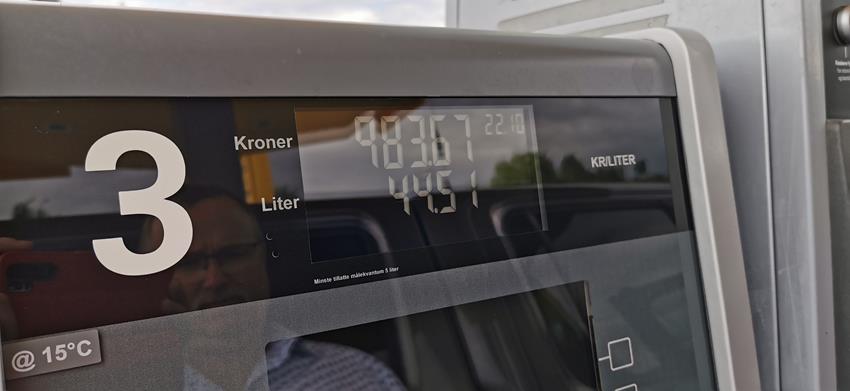 3
Kroner
983.67
22.10
KR/LITER
Liter
44.51
Minste tillatte målekvantum 5 liter
@ 15°C